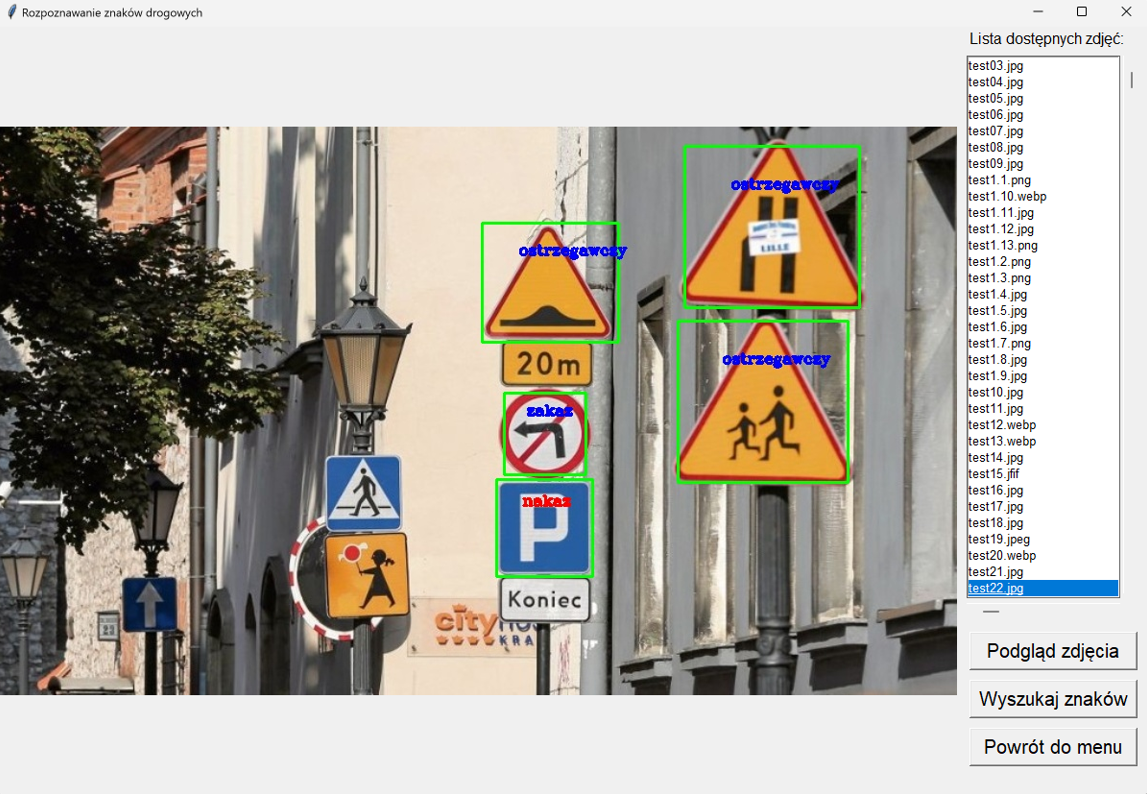 Rozpoznawanie znaków drogowych
Lista dostępnych zdjęć:
test03.jpg
test04.jpg
test05.jpg
test06.jpg
test07.jpg
test08.jpg
test09.jpg
test1.1.png
test1.10.webp
test1.11.jpg
test1.12.jpg
test1.13.png
test1.2.png
test1.3.png
test1.4.jpg
test1.5.jpg
test1.6.jpg
test1.7.png
test1.8.jpg
test1.9.jpg
test10.jpg
test11.jpg
test12.webp
test13.webp
test14.jpg
test15.jfif
test16.jpg
test17.jpg
test18.jpg
test19.jpeg
test20.webp
test21.jpg
test22.jpg
Podgląd zdjęcia
Wyszukaj znaków
Powrót do menu
ostrzegawczy
LILLE
ostrzegawczy
20m
ostrzegawczy
zakaz
nakaz
P
Koniec
city
KRA